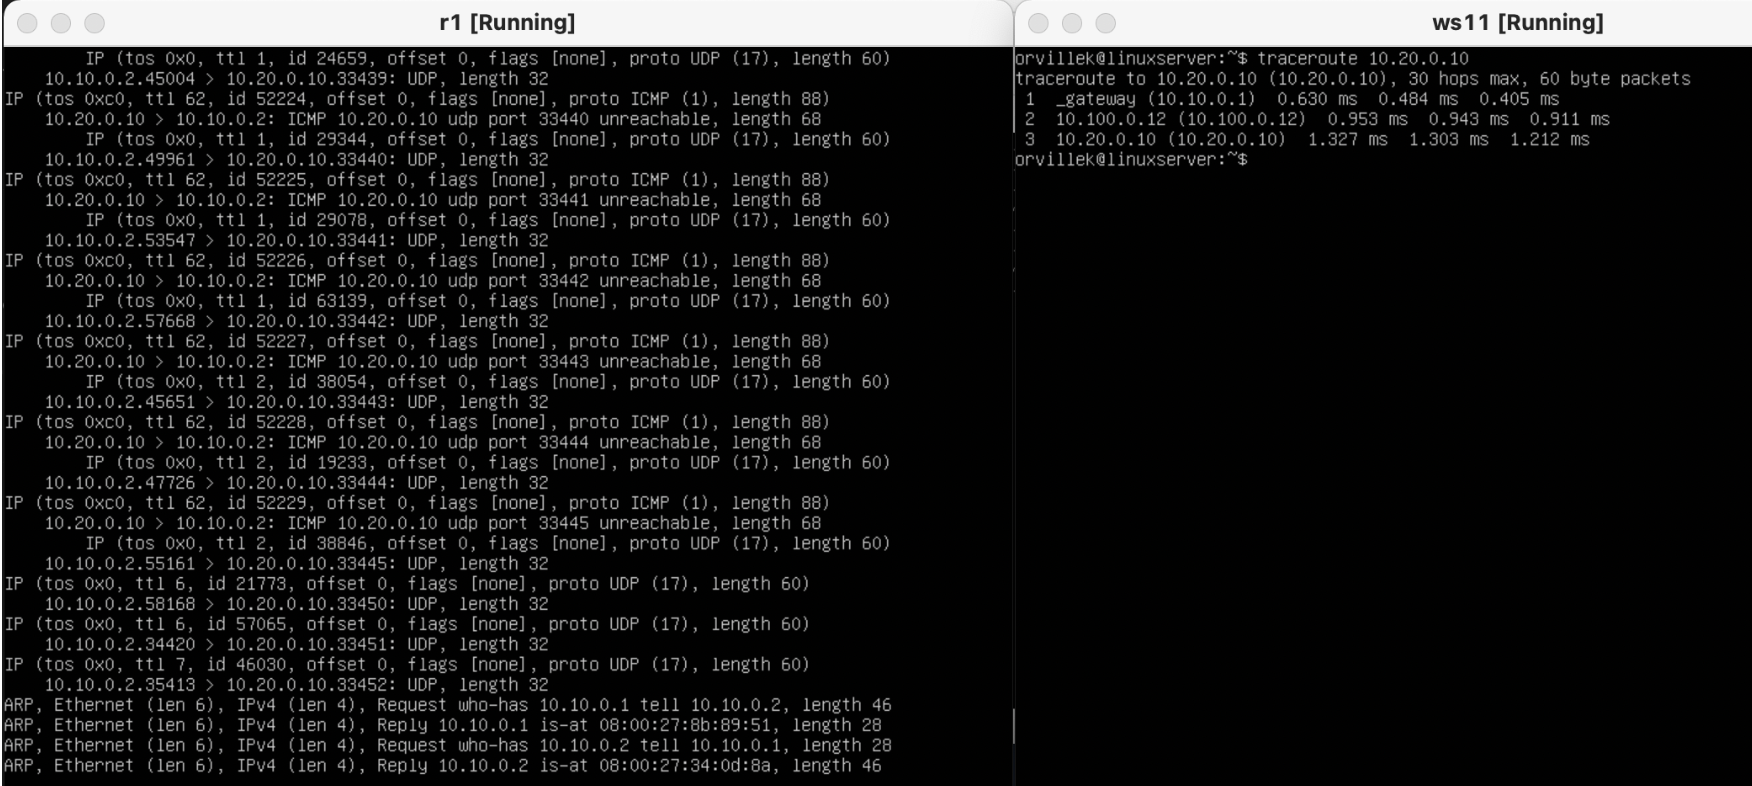 r1 [Running]
IP (tos 0x0, ttl 1, id 24659, offset 0, flags [none], proto UDP (17), length 60)
10.10.0.2.45004 > 10.20.0.10.33439: UDP, length 32
IP (tos 0xc0, ttl 62, id 52224, offset 0, flags [none], proto ICMP (1), length 88)
10.20.0.10 > 10.10.0.2: ICMP 10.20.0.10 udp port 33440 unreachable, length 68
IP (tos 0x0, ttl 1, id 29344, offset 0, flags [none], proto UDP (17), length 60)
10.10.0.2.49961 > 10.20.0.10.33440: UDP, length 32
IP (tos 0xc0, ttl 62, id 52225, offset 0, flags [none], proto ICMP (1), length 88)
10.20.0.10 > 10.10.0.2: ICMP 10.20.0.10 udp port 33441 unreachable, length 68
IP (tos 0x0, ttl 1, id 29078, offset 0, flags [none], proto UDP (17), length 60)
10.10.0.2.53547 > 10.20.0.10.33441: UDP, length 32
IP (tos 0xc0, ttl 62, id 52226, offset 0, flags [none], proto ICMP (1), length 88)
10.20.0.10 > 10.10.0.2: ICMP 10.20.0.10 udp port 33442 unreachable, length 68
IP (tos 0x0, ttl 1, id 63139, offset 0, flags [none], proto UDP (17), length 60)
10.10.0.2.57668 > 10.20.0.10.33442: UDP, length 32
IP (tos 0xc0, ttl 62, id 52227, offset 0, flags [none], proto ICMP (1), length 88)
10.20.0.10 > 10.10.0.2: ICMP 10.20.0.10 udp port 33443 unreachable, length 68
IP (tos 0x0, ttl 2, id 38054, offset 0, flags [none], proto UDP (17), length 60)
10.10.0.2.45651 > 10.20.0.10.33443: UDP, length 32
IP (tos 0xc0, ttl 62, id 52228, offset 0, flags [none], proto ICMP (1), length 88)
10.20.0.10 > 10.10.0.2: ICMP 10.20.0.10 udp port 33444 unreachable, length 68
IP (tos 0x0, ttl 2, id 19233, offset 0, flags [none], proto UDP (17), length 60)
10.10.0.2.47726 > 10.20.0.10.33444: UDP, length 32
IP (tos 0xc0, ttl 62, id 52229, offset 0, flags [none], proto ICMP (1), length 88)
10.20.0.10 > 10.10.0.2: ICMP 10.20.0.10 udp port 33445 unreachable, length 68
IP (tos 0x0, ttl 2, id 38846, offset 0, flags [none], proto UDP (17), length 60)
10.10.0.2.55161 > 10.20.0.10.33445: UDP, length 32
IP (tos 0x0, ttl 6, id 21773, offset 0, flags [none], proto UDP (17), length 60)
10.10.0.2.58168 > 10.20.0.10.33450: UDP, length 32
IP (tos 0x0, ttl 6, id 57065, offset 0, flags [none], proto UDP (17), length 60)
10.10.0.2.34420 > 10.20.0.10.33451: UDP, length 32
IP (tos 0x0, ttl 7, id 46030, offset 0, flags [none], proto UDP (17), length 60)
10.10.0.2.35413 > 10.20.0.10.33452: UDP, length 32
ARP, Ethernet (len 6), IPv4 (len 4), Request who-has 10.10.0.1 tell 10.10.0.2, length 46
ARP, Ethernet (len 6), IPv4 (len 4), Reply 10.10.0.1 is-at 08:00:27:8b:89:51, length 28
ARP, Ethernet (len 6), IPv4 (len 4), Request who-has 10.10.0.2 tell 10.10.0.1, length 28
ARP, Ethernet (len 6), IPv4 (len 4), Reply 10.10.0.2 is-at 08:00:27:34:0d:8a, length 46
ws11 [Running]
orvillek@linuxserver:~$ traceroute 10.20.0.10
traceroute to 10.20.0.10 (10.20.0.10), 30 hops max, 60 byte packets
1 _gateway (10.10.0.1) 0.630 ms 0.484 ms 0.405 ms
2 10.100.0.12 (10.100.0.12) 0.953 ms 0.943 ms 0.911 ms
3 10.20.0.10 (10.20.0.10) 1.327 ms 1.303 ms 1.212 ms
orvillek@linuxserver:~$